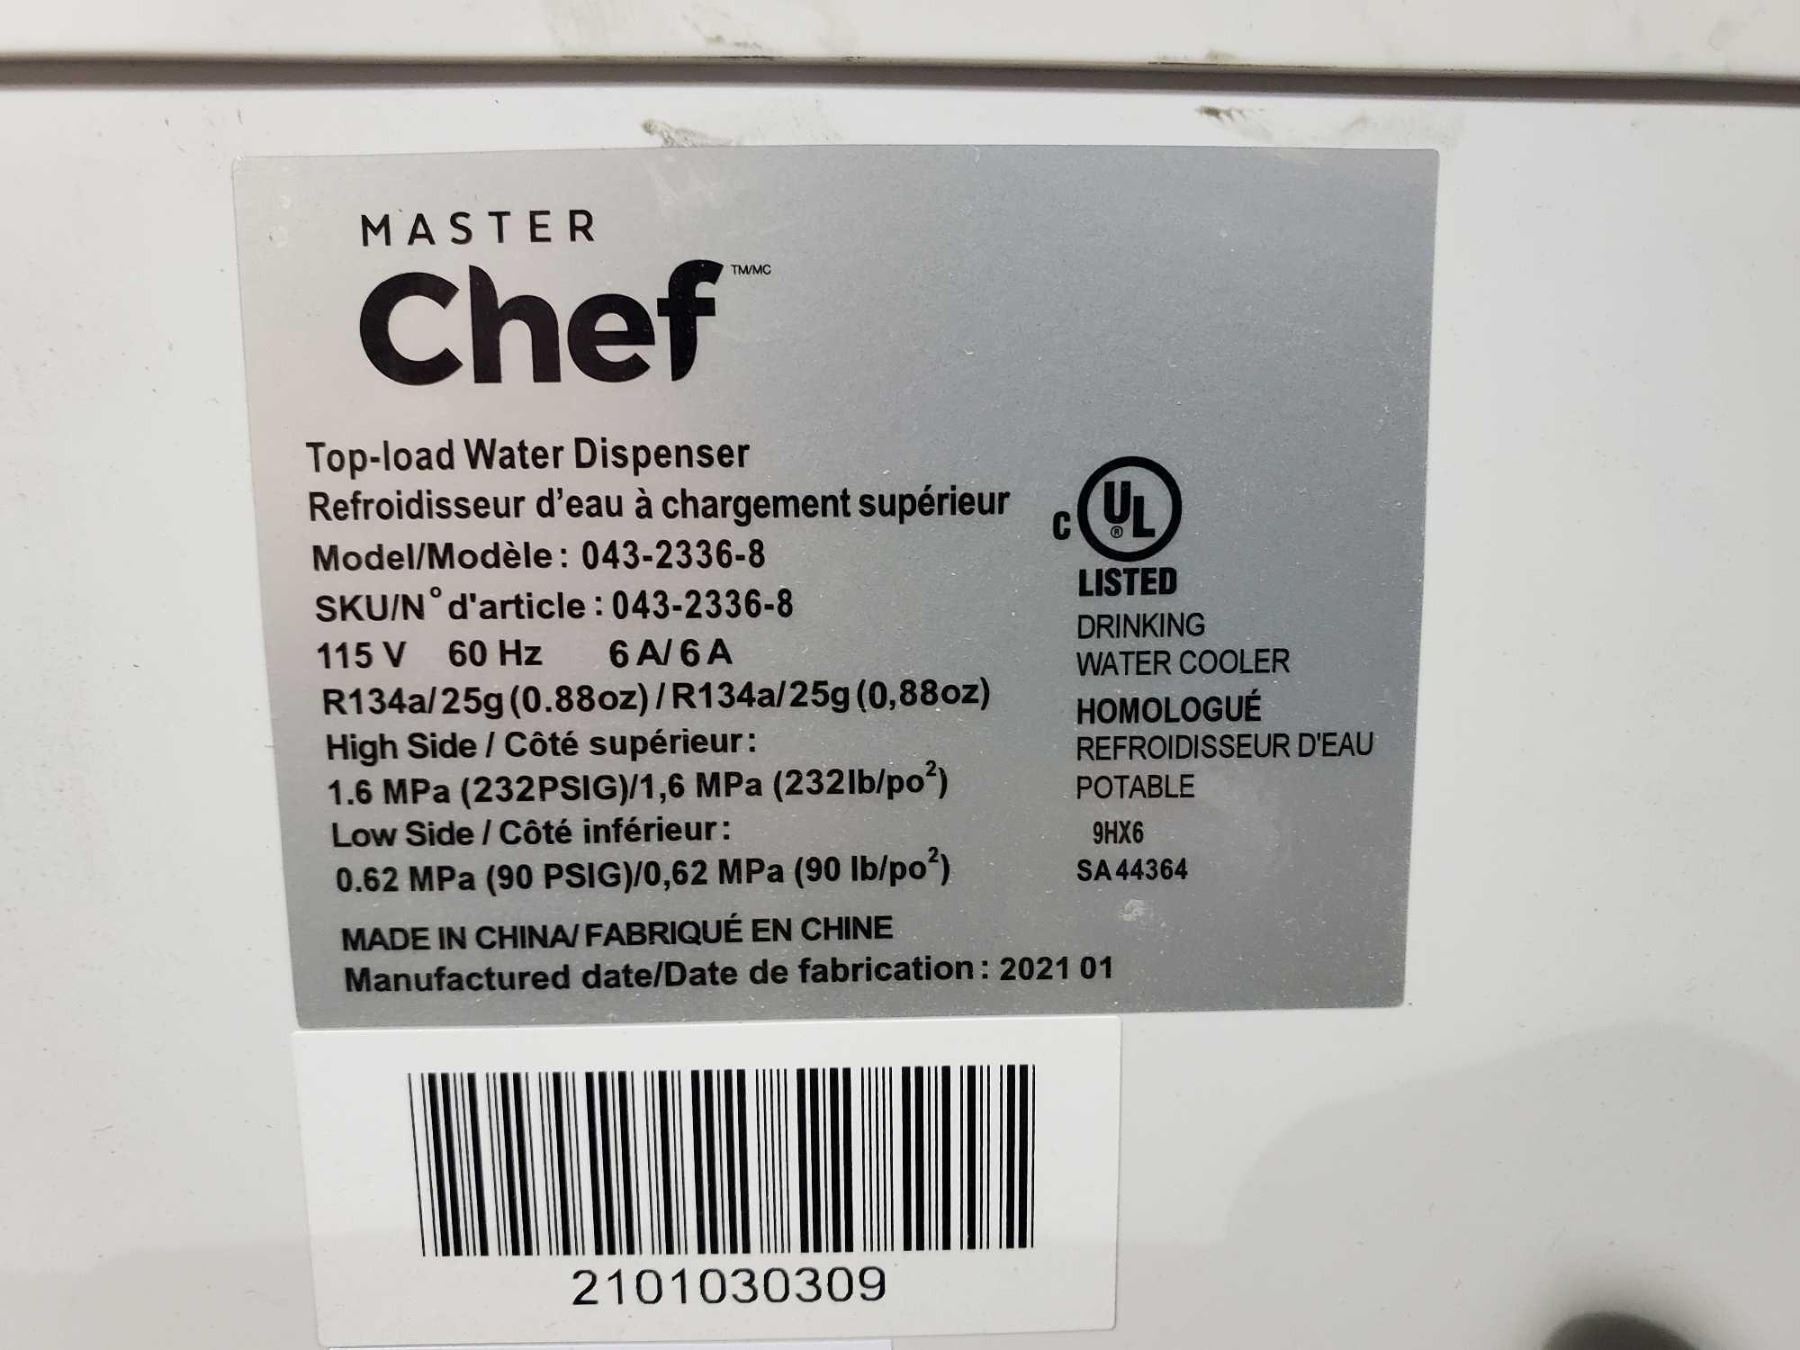 MASTER
Chef TM/MC
Top-load Water Dispenser
Refroidisseur d'eau à chargement supérieur
Model/Modèle : 043-2336-8
SKU/N° d'article : 043-2336-8
115 V 60 Hz 6 A/ 6 A
R134a/25g (0.88oz) / R134a/25g (0,88oz)
High Side / Côté supérieur :
1.6 MPa (232PSIG)/1,6 MPa (232lb/po²)
Low Side / Côté inférieur :
0.62 MPa (90 PSIG)/0,62 MPa (90 lb/po²)
MADE IN CHINA/ FABRIQUÉ EN CHINE
Manufactured date/Date de fabrication : 2021 01
C UL ®
LISTED
DRINKING
WATER COOLER
HOMOLOGUÉ
REFROIDISSEUR D'EAU
POTABLE
9HX6
SA44364
2101030309